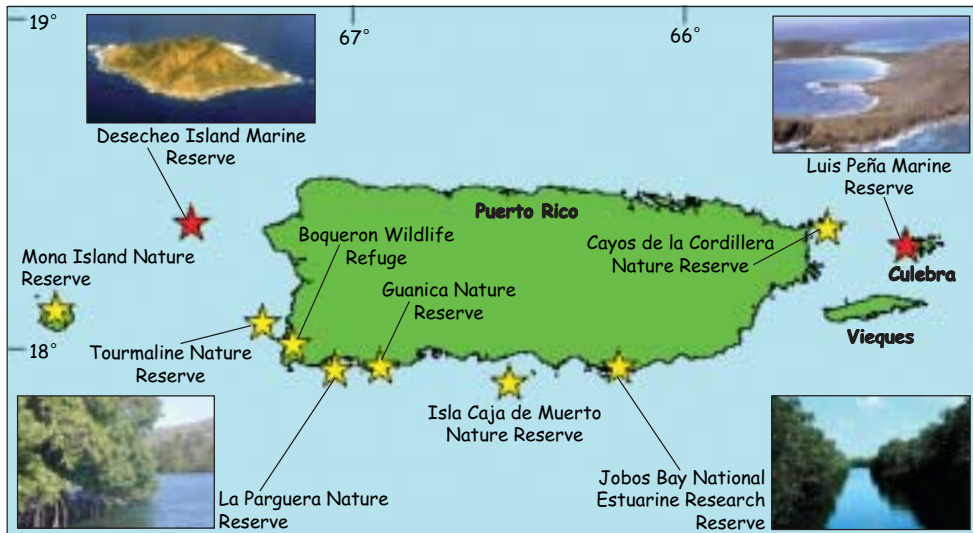 19°
67°
66°
Desecheo Island Marine
Reserve
Luis Peña Marine
Reserve
Puerto Rico
Boqueron Wildlife
Refuge
Cayos de la Cordillera
Nature Reserve
Mona Island Nature
Reserve
Culebra
Guanica Nature
Reserve
Vieques
18°
Tourmaline Nature
Reserve
Isla Caja de Muerto
Nature Reserve
Jobos Bay National
Estuarine Research
Reserve
La Parguera Nature
Reserve